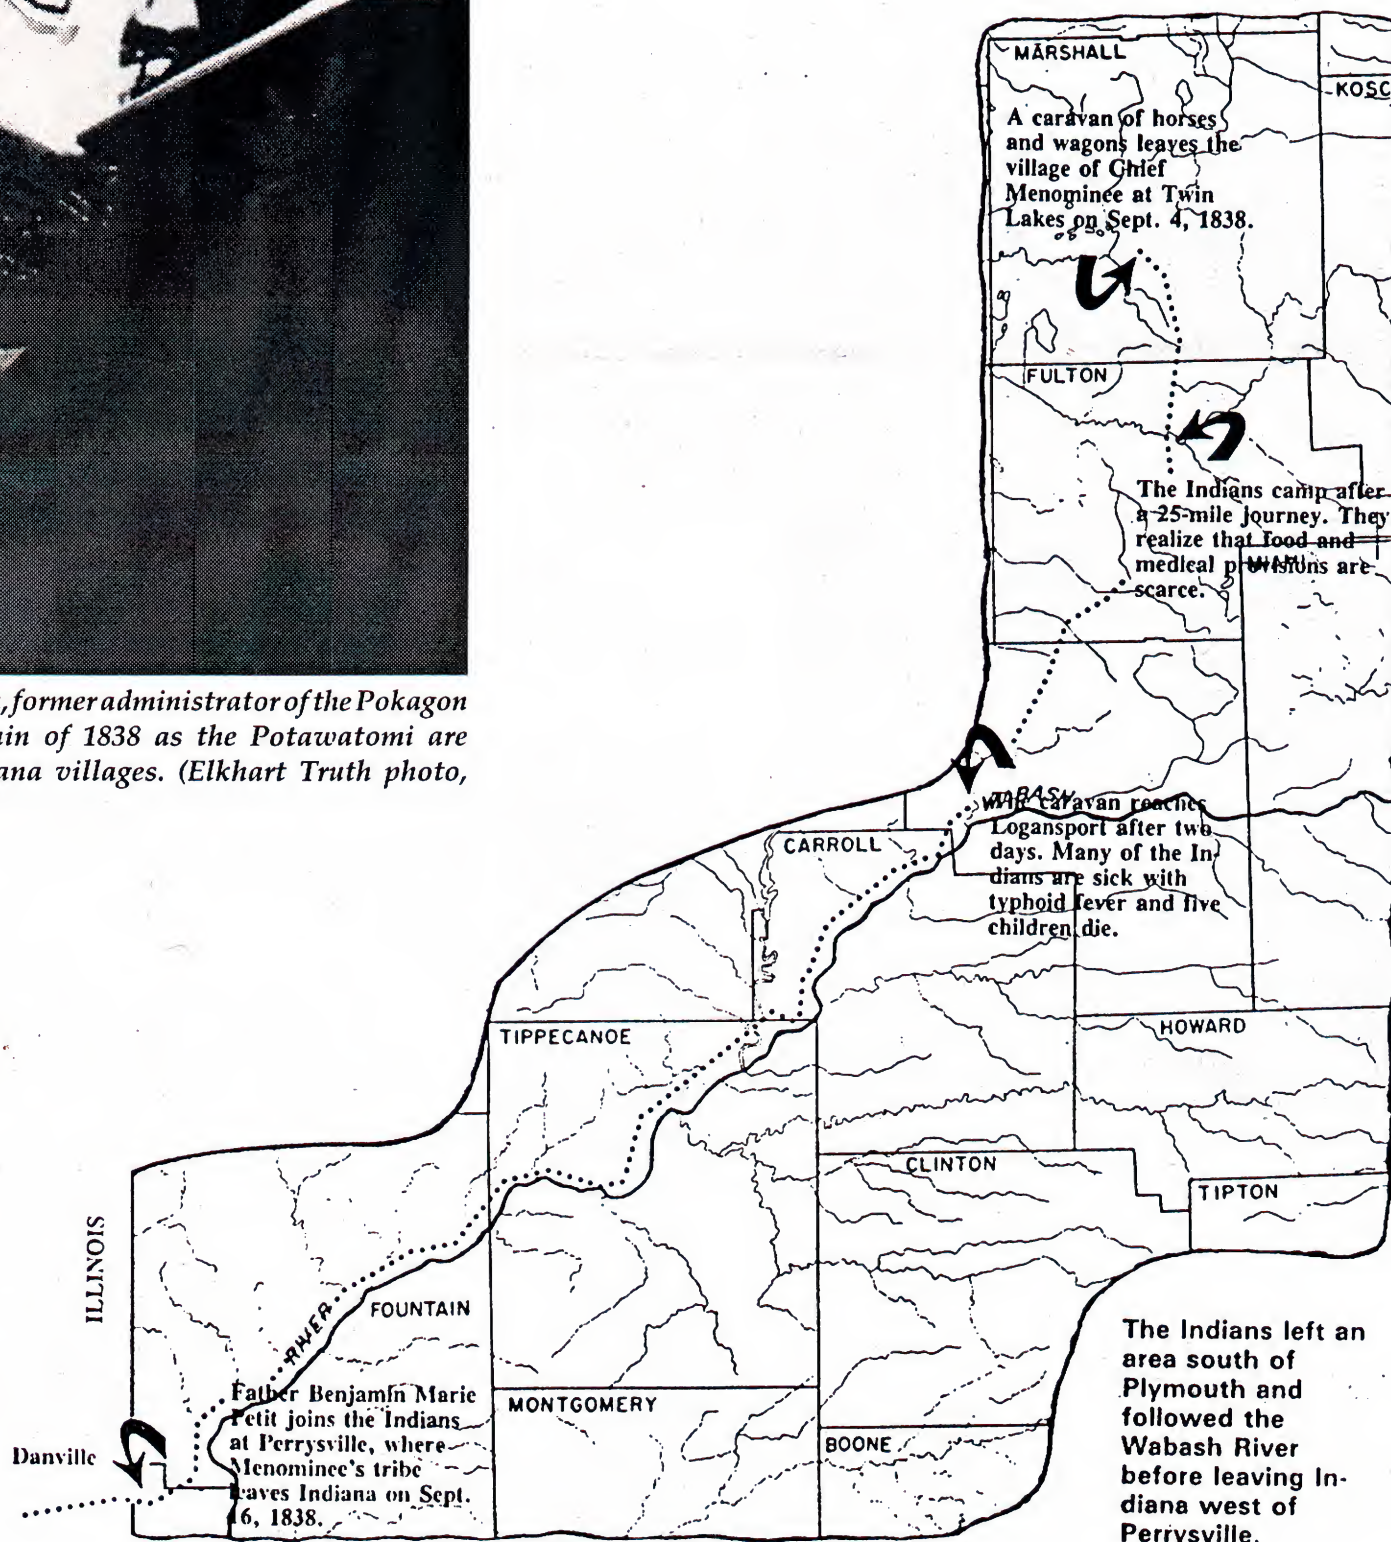 , former administrator of the Pokagon
in of 1838 as the Potawatomi are
ana villages. (Elkhart Truth photo,
MARSHALL
KOSC
A caravan of horses
and wagons leaves the
village of Chief
Menominee at Twin
Lakes on Sept. 4, 1838.
FULTON
The Indians camp after
a 25-mile journey. They
realize that food and
medical provisions are
scarce.
MIAMI
WABASH
The caravan reaches
Logansport after two
days. Many of the In-
dians are sick with
typhoid fever and five
children die.
CARROLL
TIPPECANOE
HOWARD
CLINTON
TIPTON
ILLINOIS
FOUNTAIN
RIVER
Father Benjamin Marie
Petit joins the Indians
at Perrysville, where
Menominee's tribe
leaves Indiana on Sept.
16, 1838.
MONTGOMERY
BOONE
Danville
The Indians left an
area south of
Plymouth and
followed the
Wabash River
before leaving In-
diana west of
Perrysville.